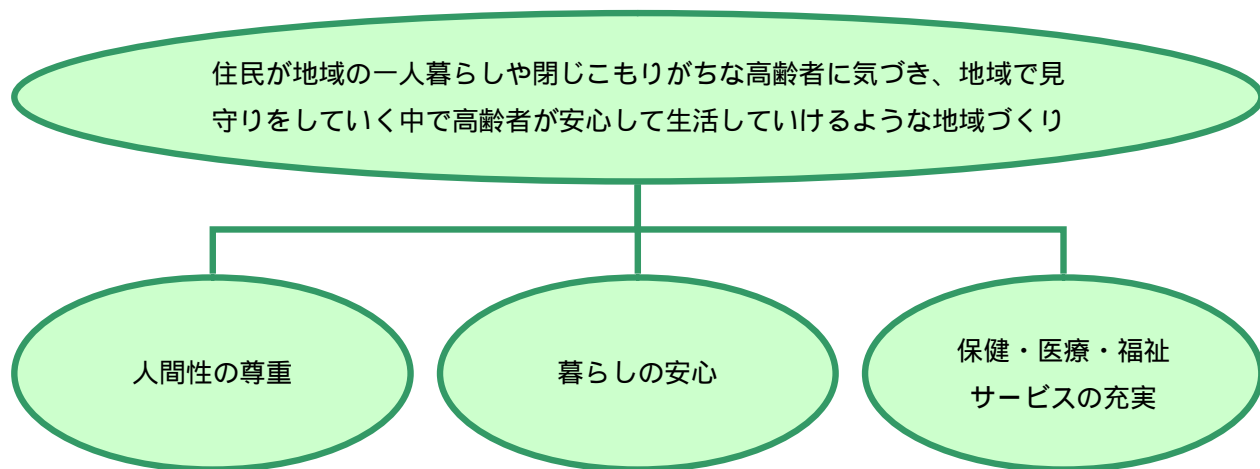 住民が地域の一人暮らしや閉じこもりがちな高齢者に気づき、地域で見
守りをしていく中で高齢者が安心して生活していけるような地域づくり
人間性の尊重
暮らしの安心
保健・医療・福祉
サービスの充実